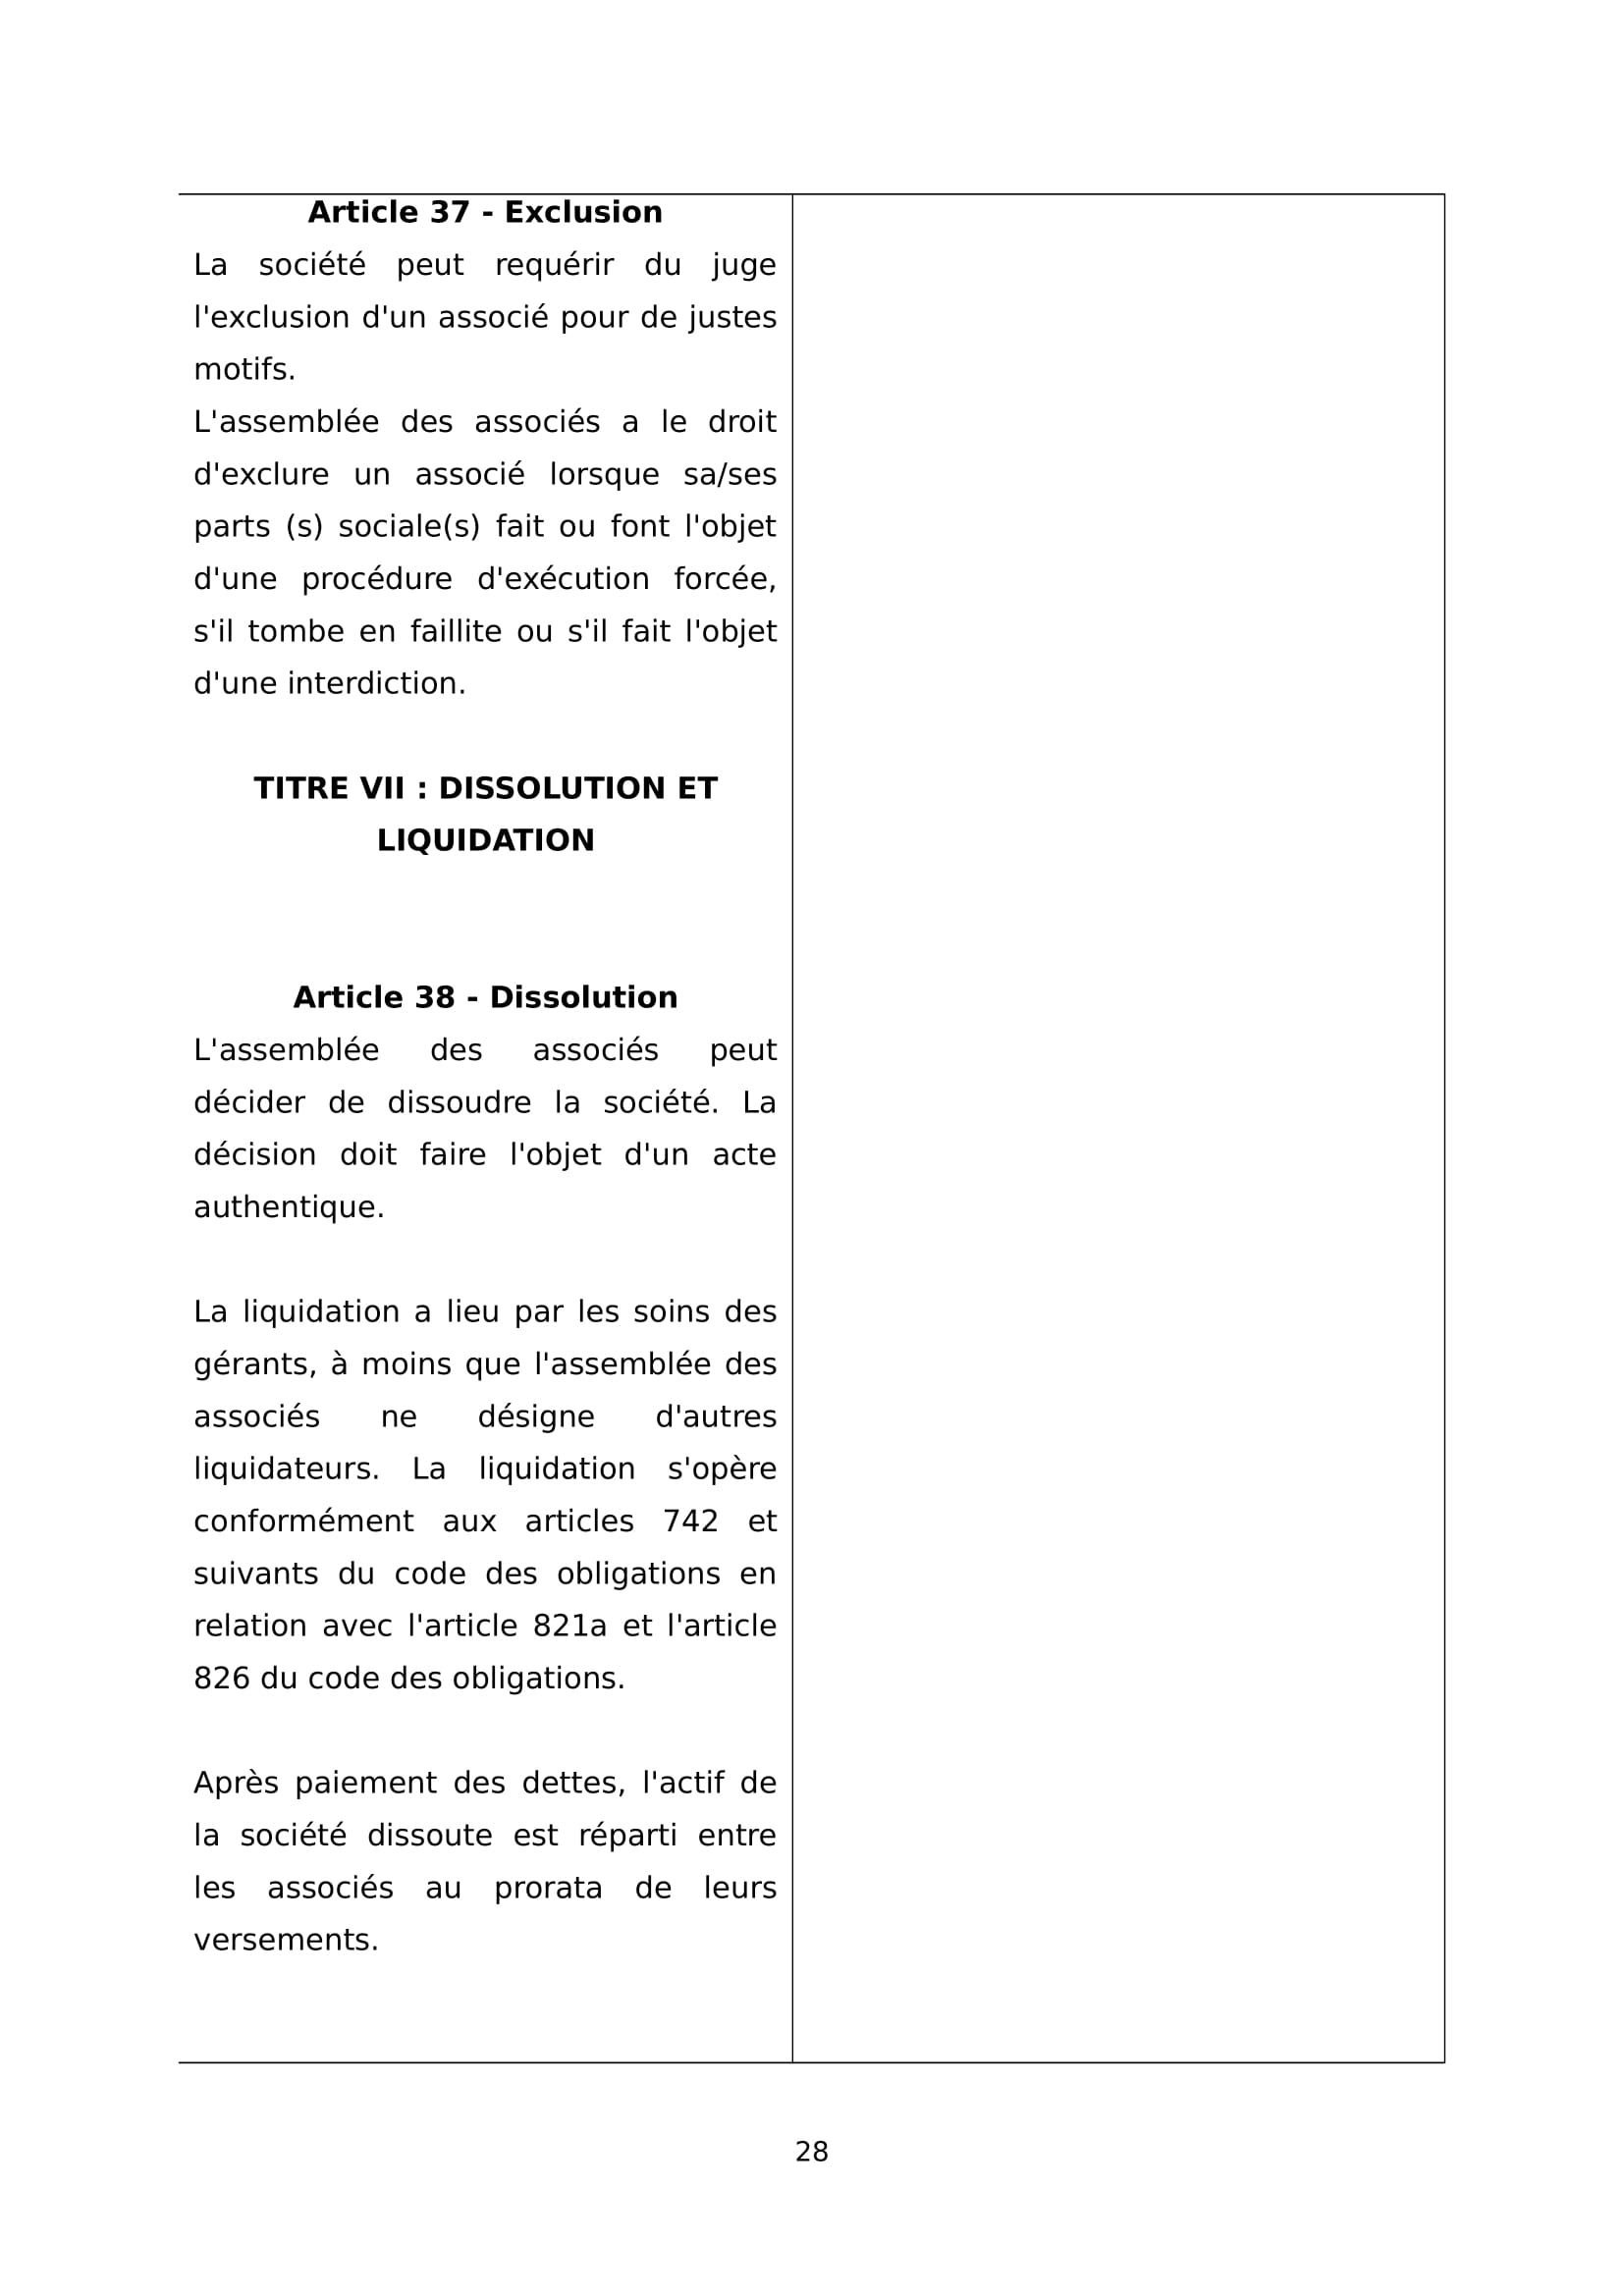 Article 37 - Exclusion
La société peut requérir du juge
l'exclusion d'un associé pour de justes
motifs.
L'assemblée des associés a le droit
d'exclure un associé lorsque sa/ses
parts (s) sociale(s) fait ou font l'objet
d'une procédure d'exécution forcée,
s'il tombe en faillite ou s'il fait l'objet
d'une interdiction.
TITRE VII : DISSOLUTION ET
LIQUIDATION
Article 38 - Dissolution
L'assemblée des associés peut
décider de dissoudre la société. La
décision doit faire l'objet d'un acte
authentique.
La liquidation a lieu par les soins des
gérants, à moins que l'assemblée des
associés ne désigne d'autres
liquidateurs. La liquidation s'opère
conformément aux articles 742 et
suivants du code des obligations en
relation avec l'article 821a et l'article
826 du code des obligations.
Après paiement des dettes, l'actif de
la société dissoute est réparti entre
les associés au prorata de leurs
versements.
28